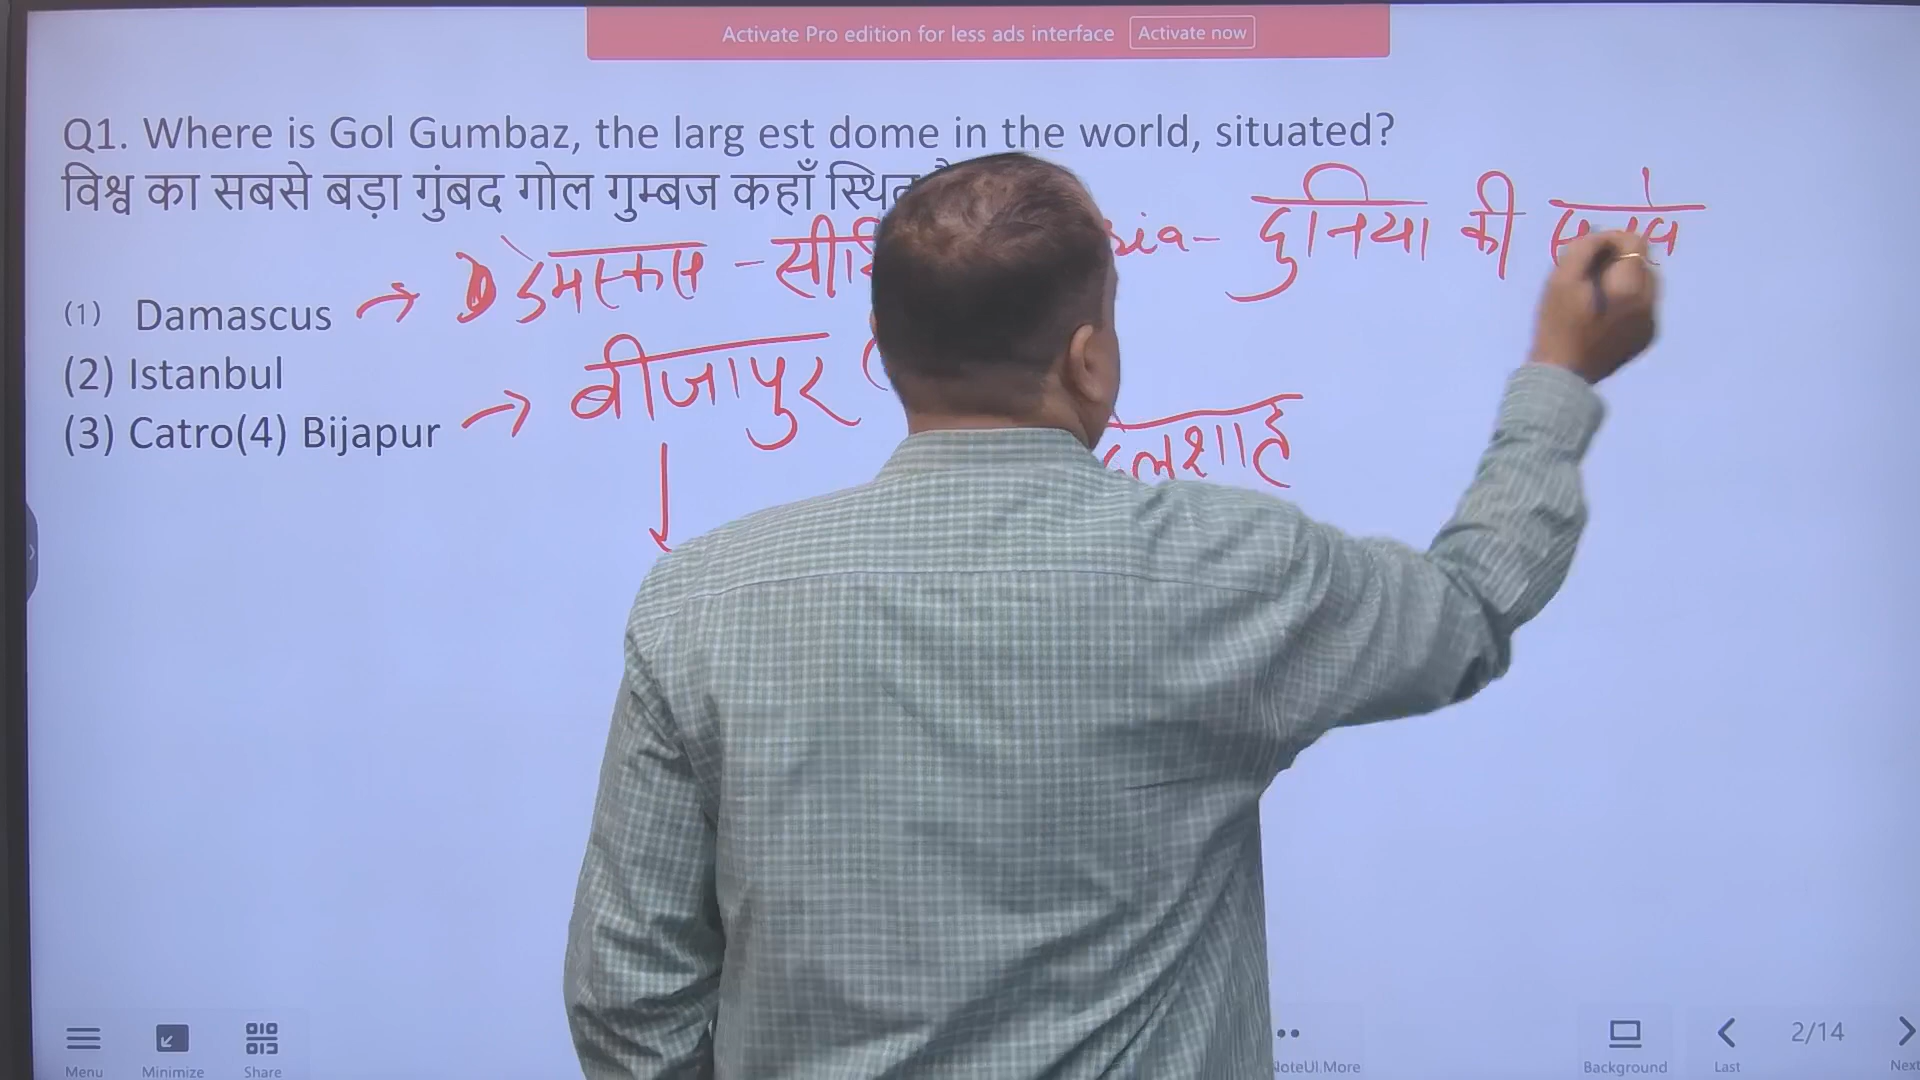 Activate Pro edition for less ads interface Activate now
Q1. Where is Gol Gumbaz, the larg est dome in the world, situated?
विश्व का सबसे बड़ा गुंबद गोल गुम्बज कहाँ
डेमस्कस - दुनिया की
(1) Damascus
बीजापुर
(2) Istanbul
(3) Catro(4) Bijapur
Menu Minimize Share More Background Last 2/14 Next